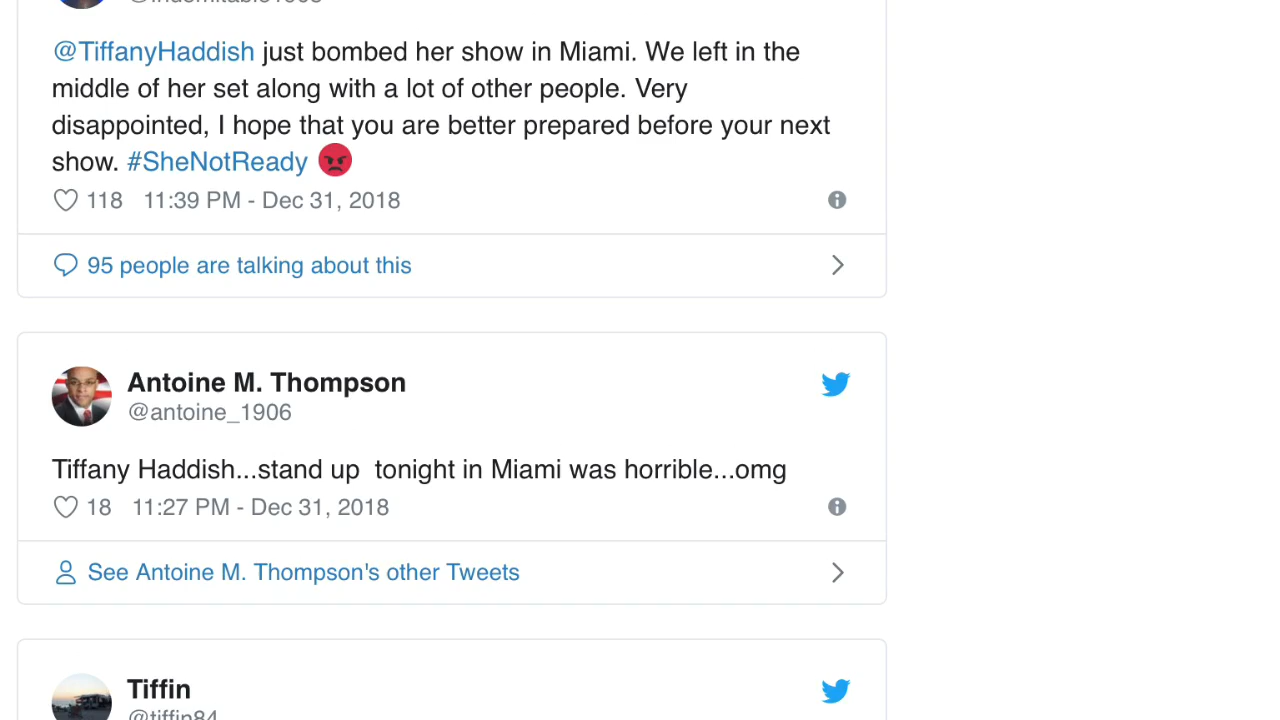 @TiffanyHaddish just bombed her show in Miami. We left in the
middle of her set along with a lot of other people. Very
disappointed, I hope that you are better prepared before your next
show. #SheNotReady
118 11:39 PM - Dec 31, 2018
95 people are talking about this
Antoine M. Thompson
@antoine_1906
Tiffany Haddish...stand up tonight in Miami was horrible...omg
18 11:27 PM - Dec 31, 2018
See Antoine M. Thompson's other Tweets
Tiffin
@tiffin84